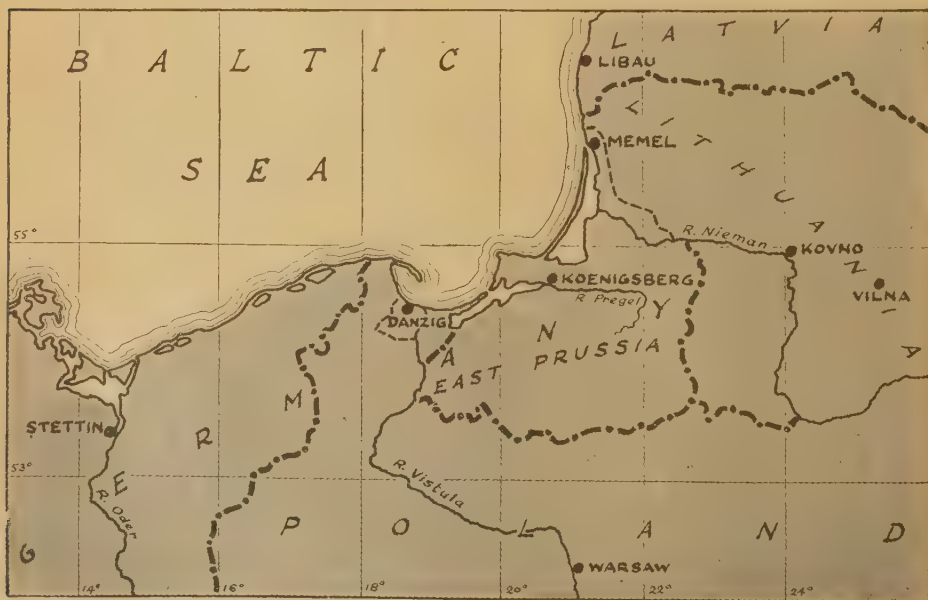 BALTIC
SEA
LATVIA
LIBAU
LITHUANIA
MEMEL
55°
R. Nieman
KOVNO
VILNA
KOENIGSBERG
R. Pregel
DANZIG
GERMANY
EAST PRUSSIA
STETTIN
53°
R. Oder
R. Vistula
POLAND
WARSAW
14°
16°
18°
20°
22°
24°